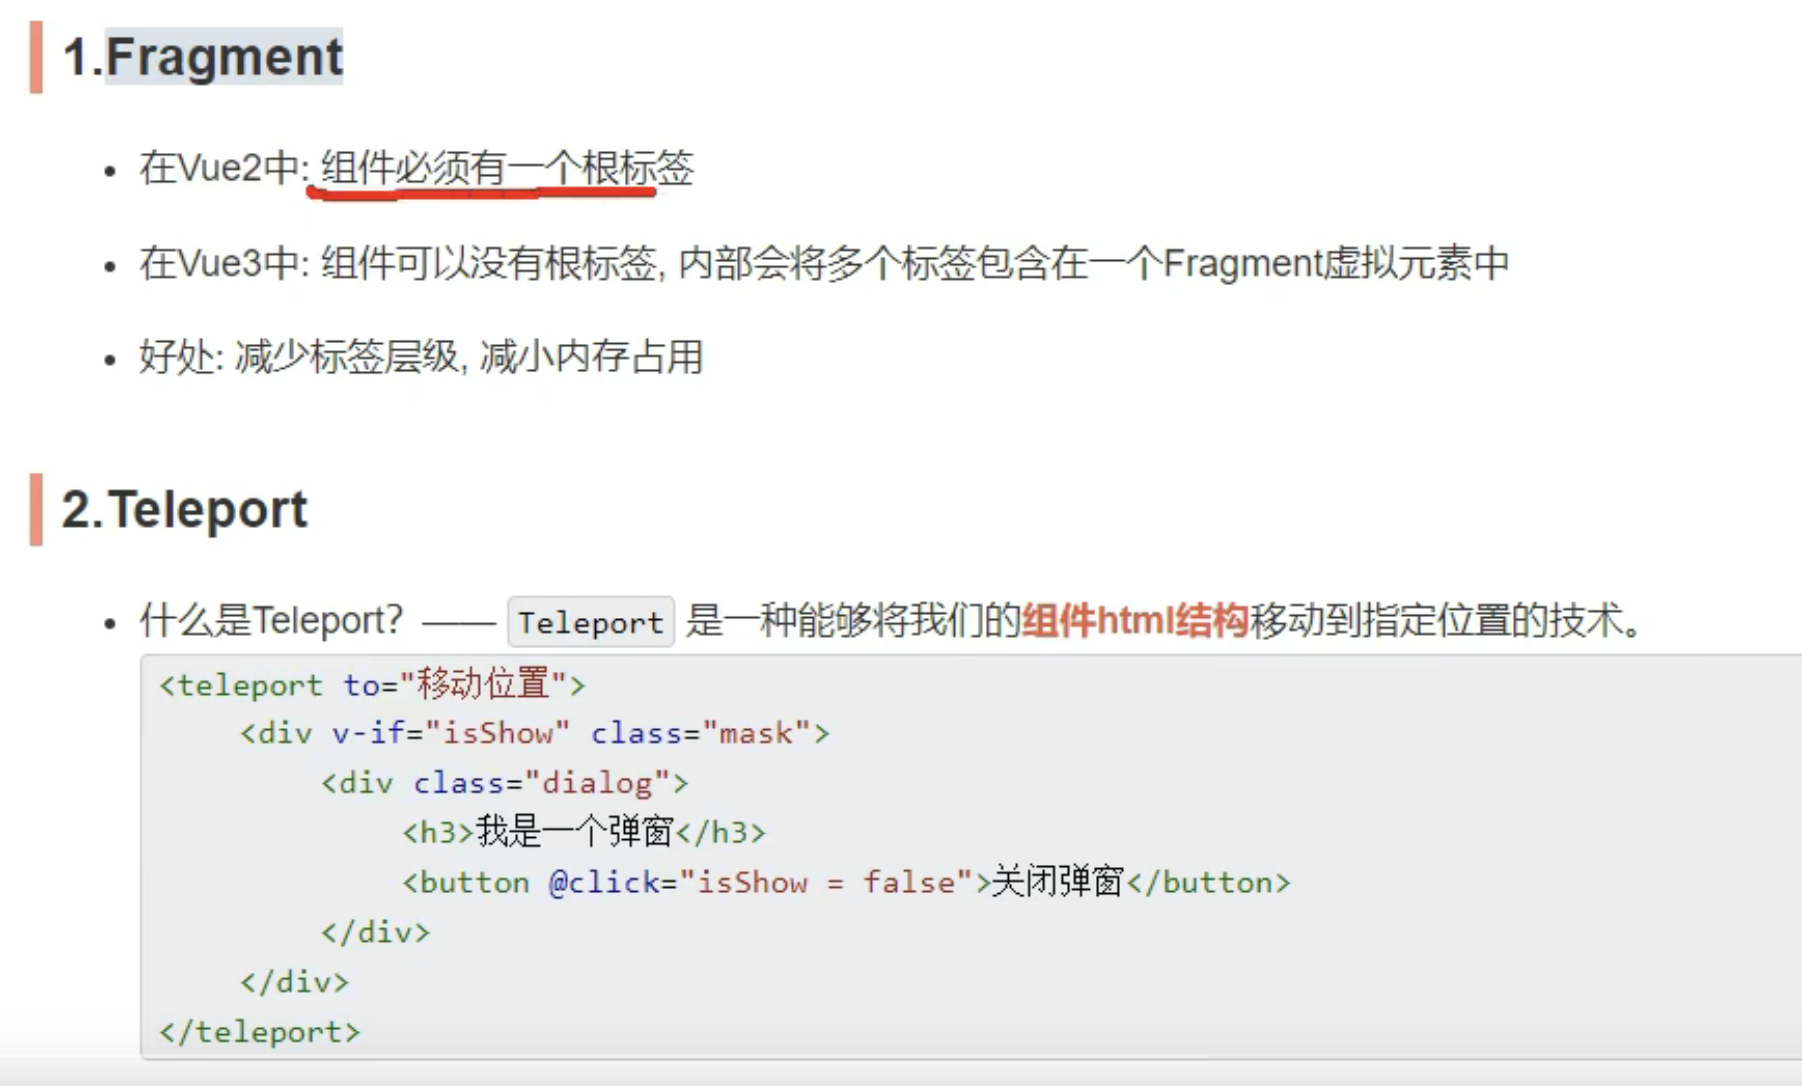 1.Fragment
在Vue2中: 组件必须有一个根标签
在Vue3中: 组件可以没有根标签, 内部会将多个标签包含在一个Fragment虚拟元素中
好处: 减少标签层级, 减小内存占用
2.Teleport
什么是Teleport？—— Teleport 是一种能够将我们的组件html结构移动到指定位置的技术。
<teleport to="移动位置">
<div v-if="isShow" class="mask">
<div class="dialog">
<h3>我是一个弹窗</h3>
<button @click="isShow = false">关闭弹窗</button>
</div>
</div>
</teleport>